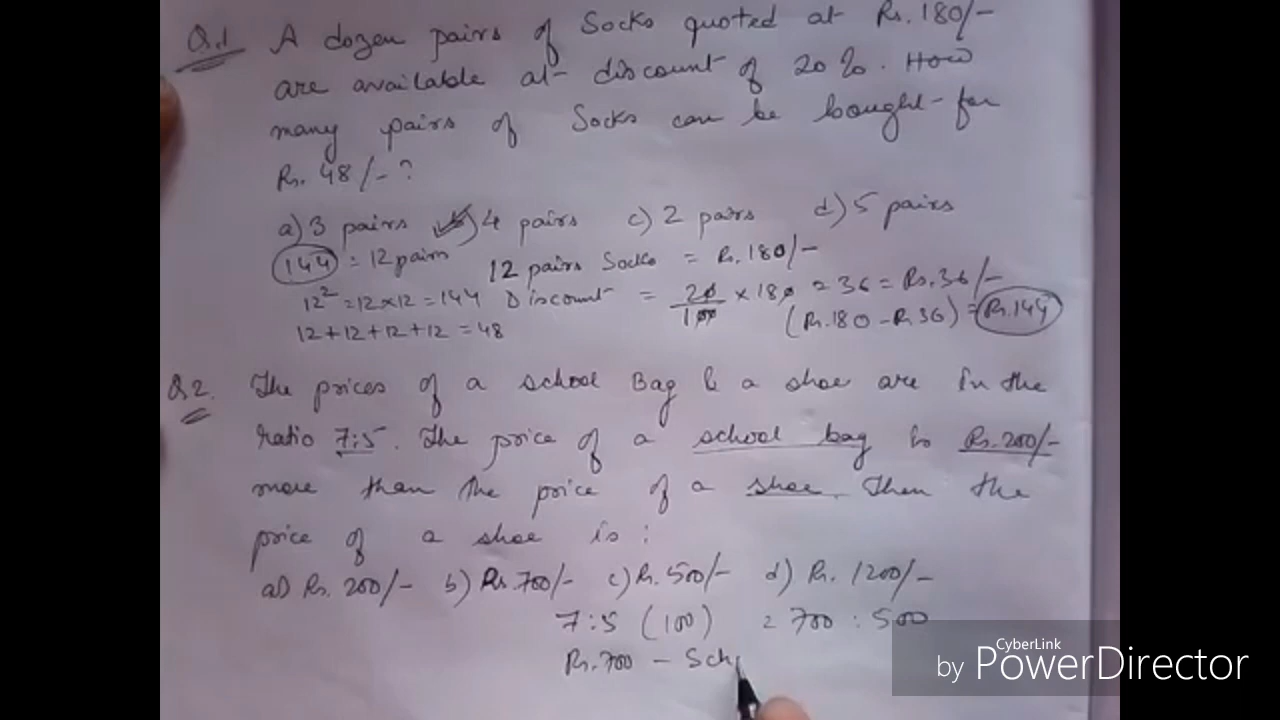 Q.1 A dozen pairs of Socks quoted at Rs.180/-
are available at discount of 20%. How
many pairs of Socks can be bought for
Rs. 48/-?
a) 3 pairs b) 4 pairs c) 2 pairs d) 5 pairs
144 = 12 pairs 12 pairs Socks = Rs.180/-
12² = 12×12 = 144 Discount = 20/100 × 180 = 36 = Rs.36/-
12+12+12+12 = 48 (Rs.180 - Rs.36) = Rs.144
Q2. The prices of a school Bag & a shoe are in the
ratio 7:5. The price of a school bag is Rs.200/-
more than the price of a shoe. Then the
price of a shoe is :
a) Rs. 200/- b) Rs.700/- c) Rs.500/- d) Rs. 1200/-
7:5 (100) = 700 : 500
Rs.700 - Sch
CyberLink
by PowerDirector